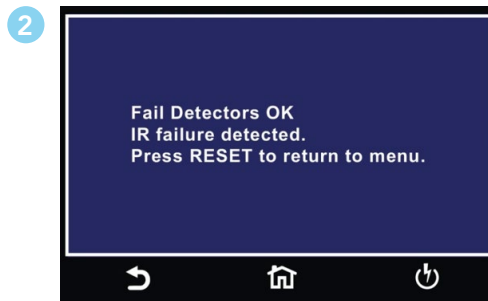 2
Fail Detectors OK
IR failure detected.
Press RESET to return to menu.